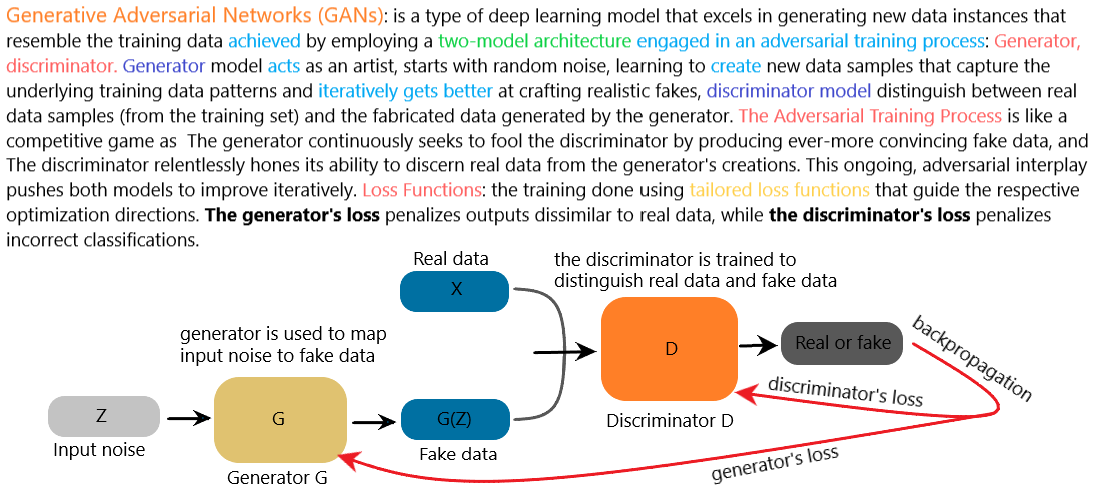 Generative Adversarial Networks (GANs): is a type of deep learning model that excels in generating new data instances that
resemble the training data achieved by employing a two-model architecture engaged in an adversarial training process: Generator,
discriminator. Generator model acts as an artist, starts with random noise, learning to create new data samples that capture the
underlying training data patterns and iteratively gets better at crafting realistic fakes, discriminator model distinguish between real
data samples (from the training set) and the fabricated data generated by the generator. The Adversarial Training Process is like a
competitive game as The generator continuously seeks to fool the discriminator by producing ever-more convincing fake data, and
The discriminator relentlessly hones its ability to discern real data from the generator's creations. This ongoing, adversarial interplay
pushes both models to improve iteratively. Loss Functions: the training done using tailored loss functions that guide the respective
optimization directions. The generator's loss penalizes outputs dissimilar to real data, while the discriminator's loss penalizes
incorrect classifications.
Real data
X
the discriminator is trained to
distinguish real data and fake data
generator is used to map
input noise to fake data
D
Real or fake
backpropagation
discriminator's loss
Z
G
G(Z)
Discriminator D
Input noise
Fake data
Generator G
generator's loss